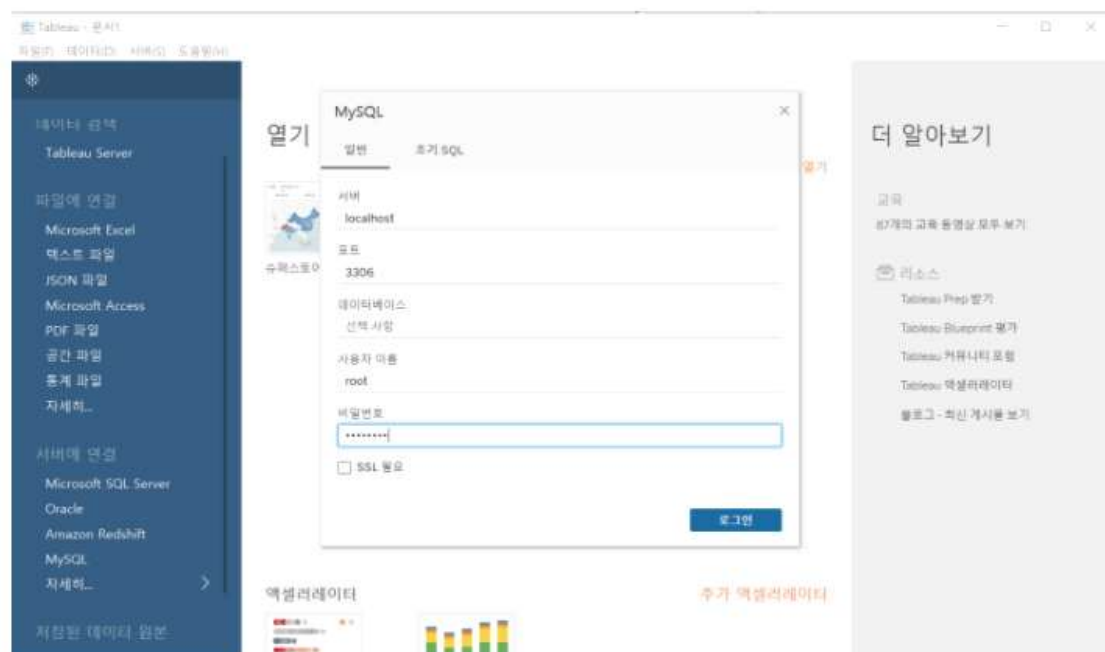 Tableau - 문서1
파일(F) 데이터(D) 서버(S) 도움말(H)
데이터 검색
Tableau Server
파일에 연결
Microsoft Excel
텍스트 파일
JSON 파일
Microsoft Access
PDF 파일
공간 파일
통계 파일
자세히...
서버에 연결
Microsoft SQL Server
Oracle
Amazon Redshift
MySQL
자세히...
저장된 데이터 원본
열기
열기
슈퍼스토어
MySQL
일반 초기 SQL
서버
localhost
포트
3306
데이터베이스
선택 사항
사용자 이름
root
비밀번호
••••••••
SSL 필요
로그인
액셀러레이터
추가 액셀러레이터
더 알아보기
교육
87개의 교육 동영상 모두 보기
리소스
Tableau Prep 받기
Tableau Blueprint 평가
Tableau 커뮤니티 포럼
Tableau 액셀러레이터
블로그 - 최신 게시물 보기